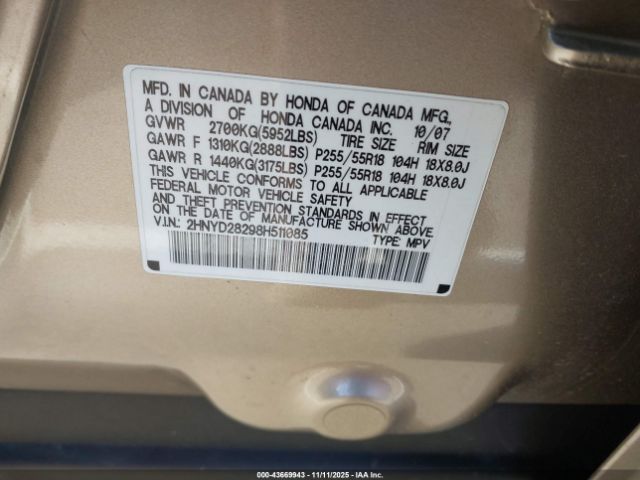 MFD. IN CANADA BY HONDA OF CANADA MFG.,
A DIVISION OF HONDA CANADA INC. 10/07
GVWR 2700KG(5952LBS) TIRE SIZE RIM SIZE
GAWR F 1310KG(2888LBS) P255/55R18 104H 18X8.0J
GAWR R 1440KG(3175LBS) P255/55R18 104H 18X8.0J
THIS VEHICLE CONFORMS TO ALL APPLICABLE
FEDERAL MOTOR VEHICLE SAFETY
AND THEFT PREVENTION STANDARDS IN EFFECT
ON THE DATE OF MANUFACTURE SHOWN ABOVE.
V.I.N.: 2HNYD28298H511085 TYPE: MPV
000-43669943 - 11/11/2025 - IAA Inc.